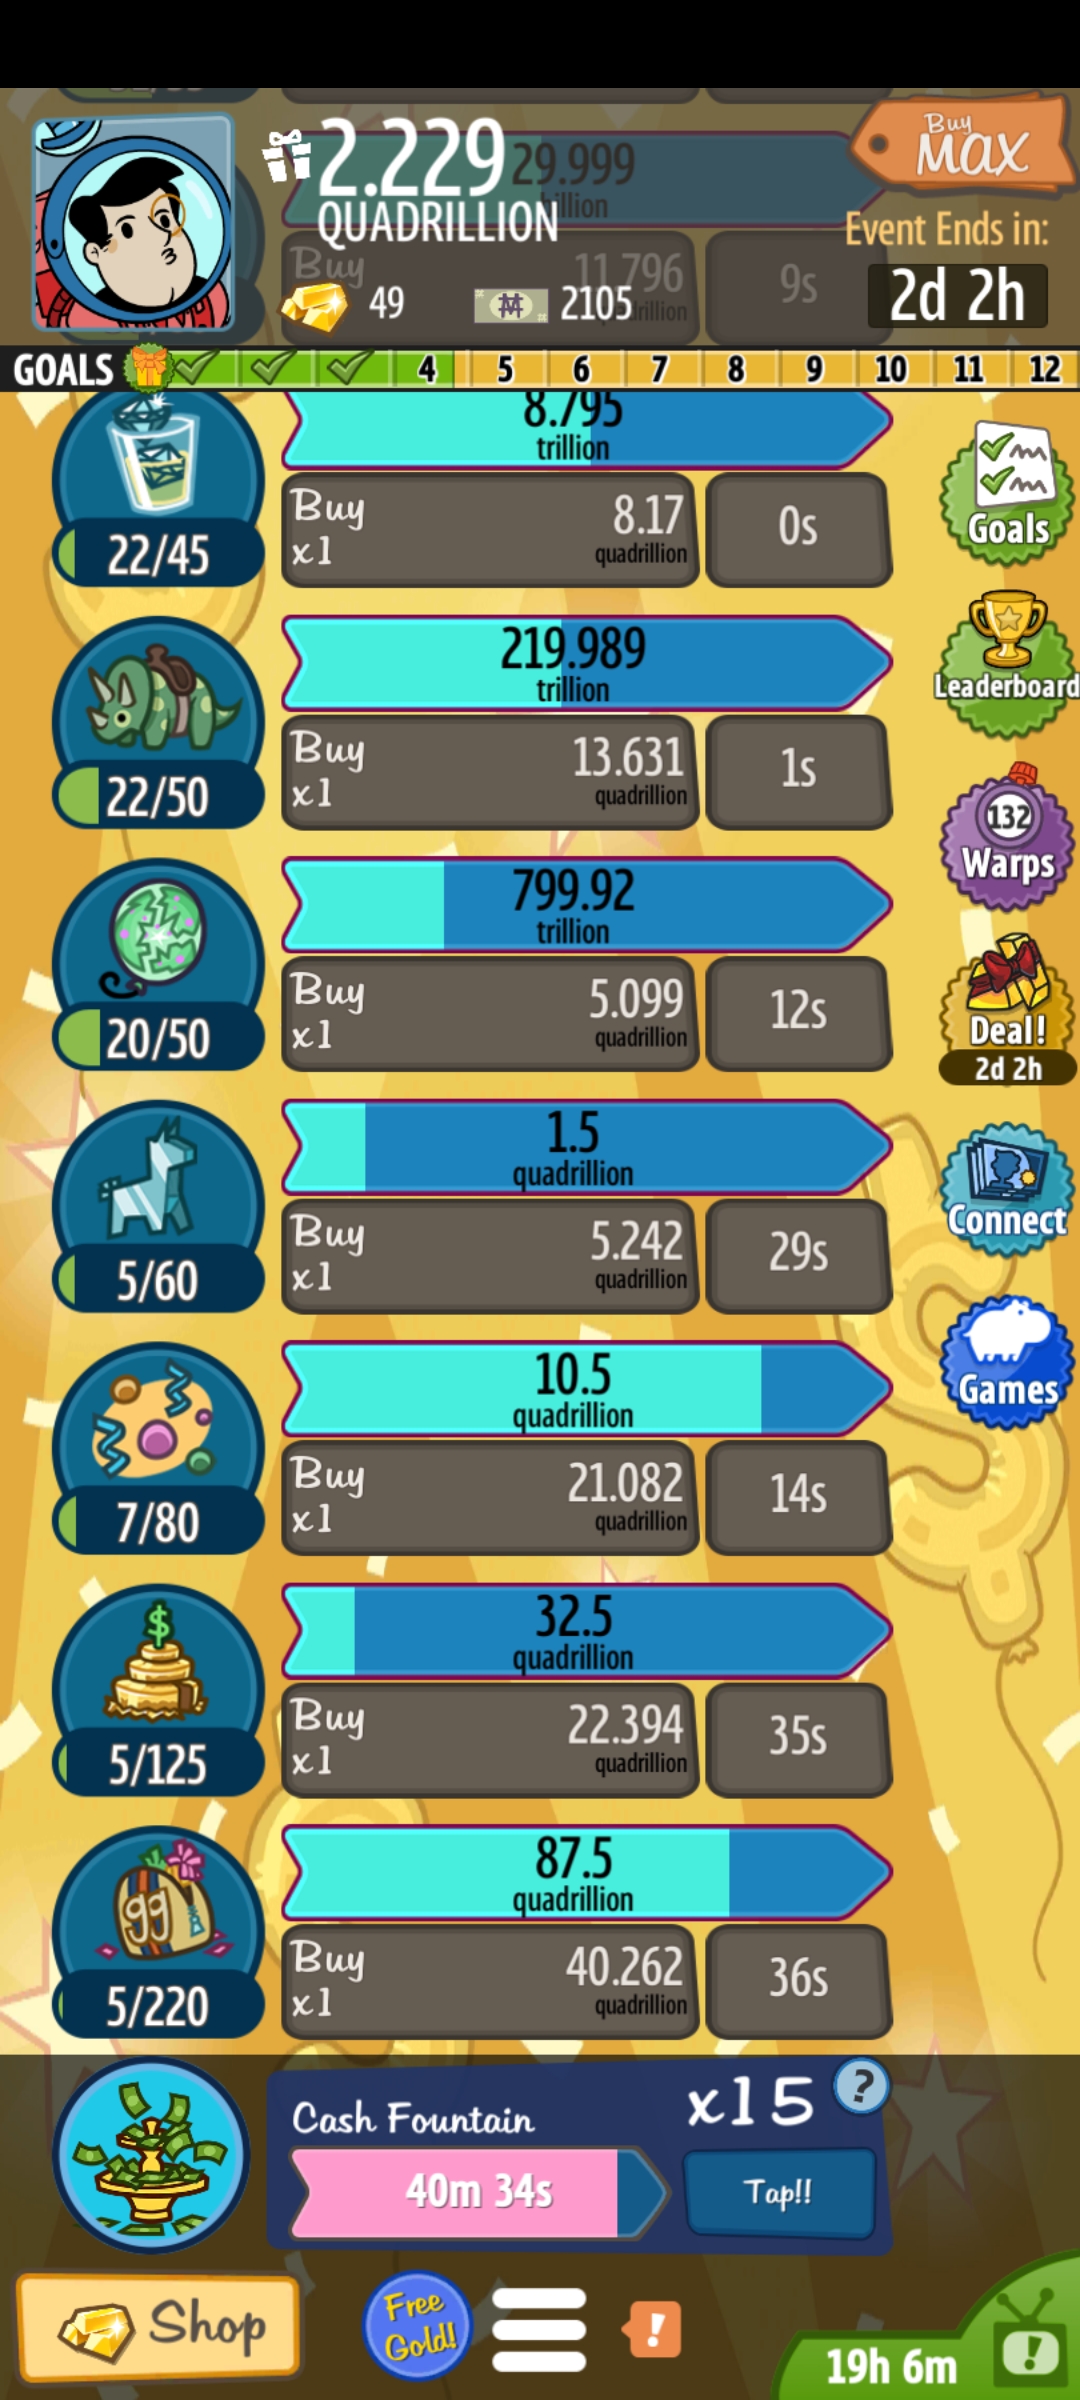 2.229
QUADRILLION
29.999
Buy
MAX
Event Ends in:
2d 2h
Buy
11.796
9s
49
2105
GOALS
4 5 6 7 8 9 10 11 12
8.795
trillion
22/45
Buy
x1
8.17
quadrillion
0s
Goals
219.989
trillion
22/50
Buy
x1
13.631
quadrillion
1s
Leaderboard
799.92
trillion
20/50
Buy
x1
5.099
quadrillion
12s
132
Warps
Deal!
2d 2h
1.5
quadrillion
5/60
Buy
x1
5.242
quadrillion
29s
Connect
10.5
quadrillion
7/80
Buy
x1
21.082
quadrillion
14s
Games
$
32.5
quadrillion
5/125
Buy
x1
22.394
quadrillion
35s
99
87.5
quadrillion
5/220
Buy
x1
40.262
quadrillion
36s
Cash Fountain
x15
?
40m 34s
Tap!!
Shop
Free
Gold!
!
19h 6m
!